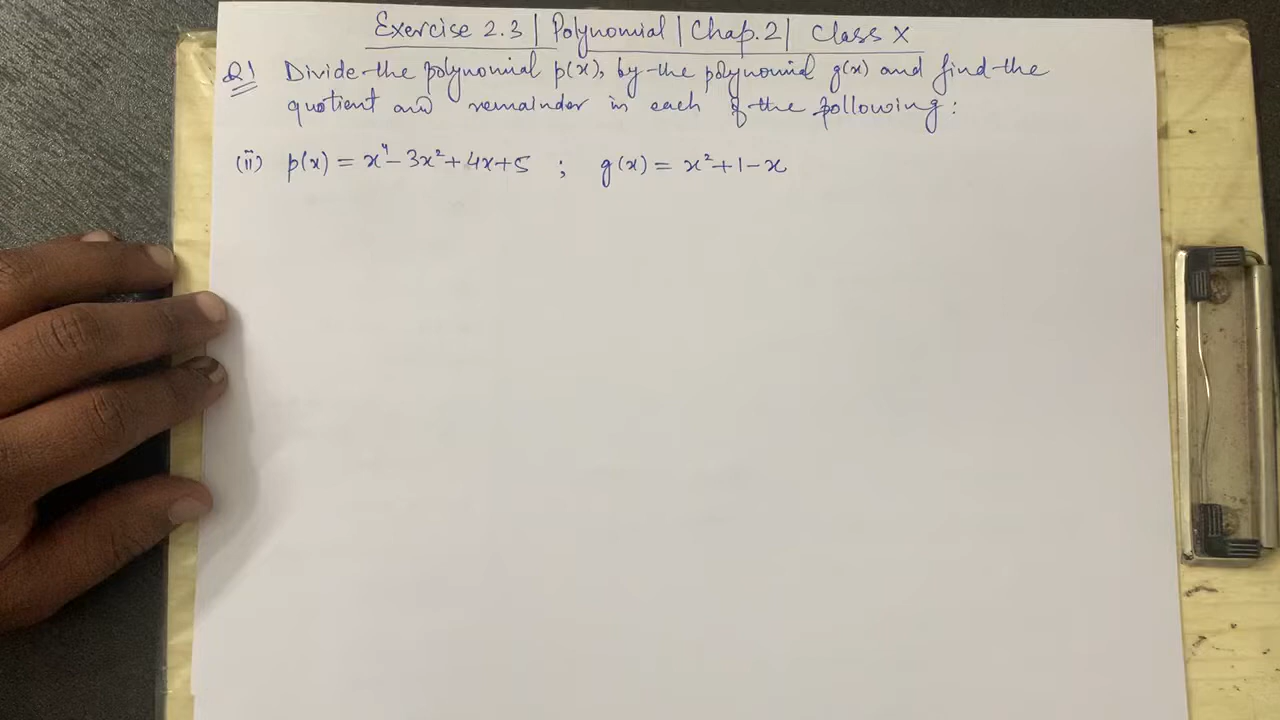 Exercise 2.3 | Polynomial | Chap. 2 | Class X
Q1 Divide the polynomial p(x), by the polynomial g(x) and find the
quotient and remainder in each of the following :
(ii) p(x) = x⁴ - 3x² + 4x + 5 ; g(x) = x² + 1 - x